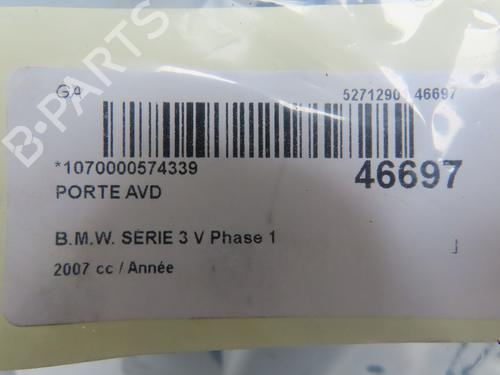 GA
5271290 46697
*1070000574339
46697
PORTE AVD
B.M.W. SERIE 3 V Phase 1
2007 cc / Année
B-PARTS